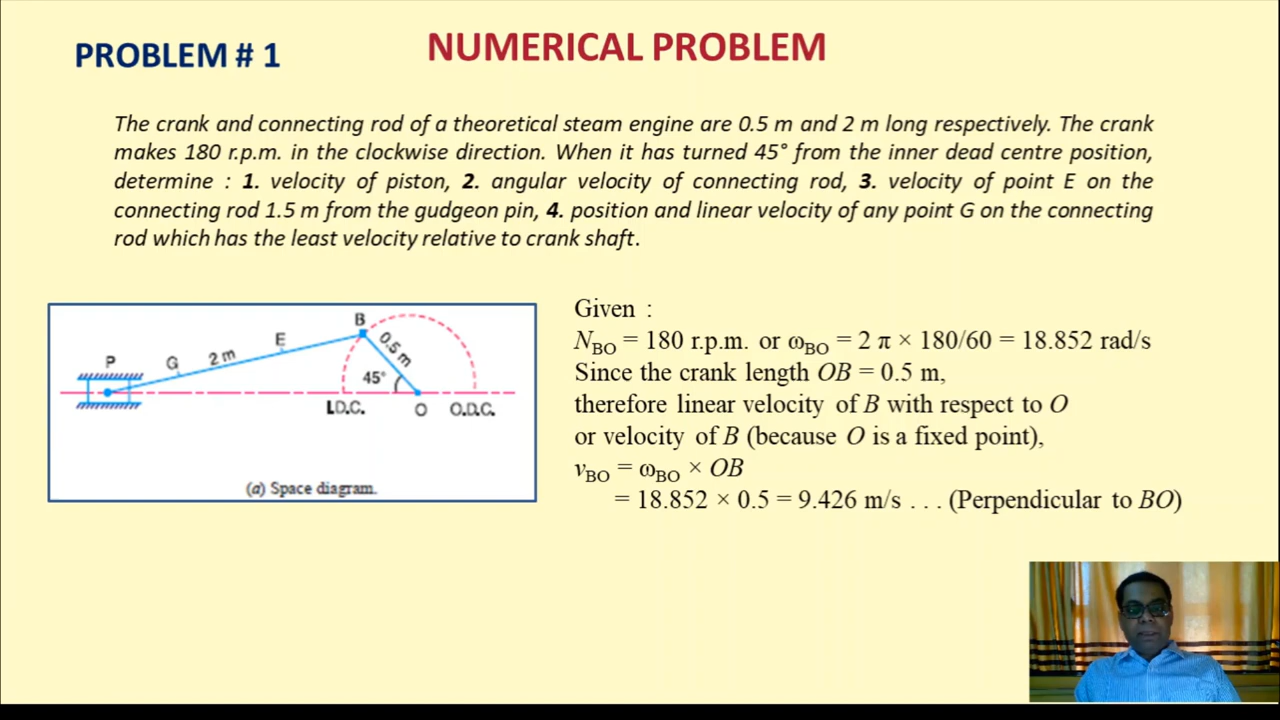 PROBLEM # 1
NUMERICAL PROBLEM
The crank and connecting rod of a theoretical steam engine are 0.5 m and 2 m long respectively. The crank
makes 180 r.p.m. in the clockwise direction. When it has turned 45° from the inner dead centre position,
determine : 1. velocity of piston, 2. angular velocity of connecting rod, 3. velocity of point E on the
connecting rod 1.5 m from the gudgeon pin, 4. position and linear velocity of any point G on the connecting
rod which has the least velocity relative to crank shaft.
P
G
2 m
E
B
0.5 m
45°
I.D.C.
O
O.D.C.
(a) Space diagram.
Given :
NBO = 180 r.p.m. or ωBO = 2 π × 180/60 = 18.852 rad/s
Since the crank length OB = 0.5 m,
therefore linear velocity of B with respect to O
or velocity of B (because O is a fixed point),
vBO = ωBO × OB
= 18.852 × 0.5 = 9.426 m/s . . . (Perpendicular to BO)